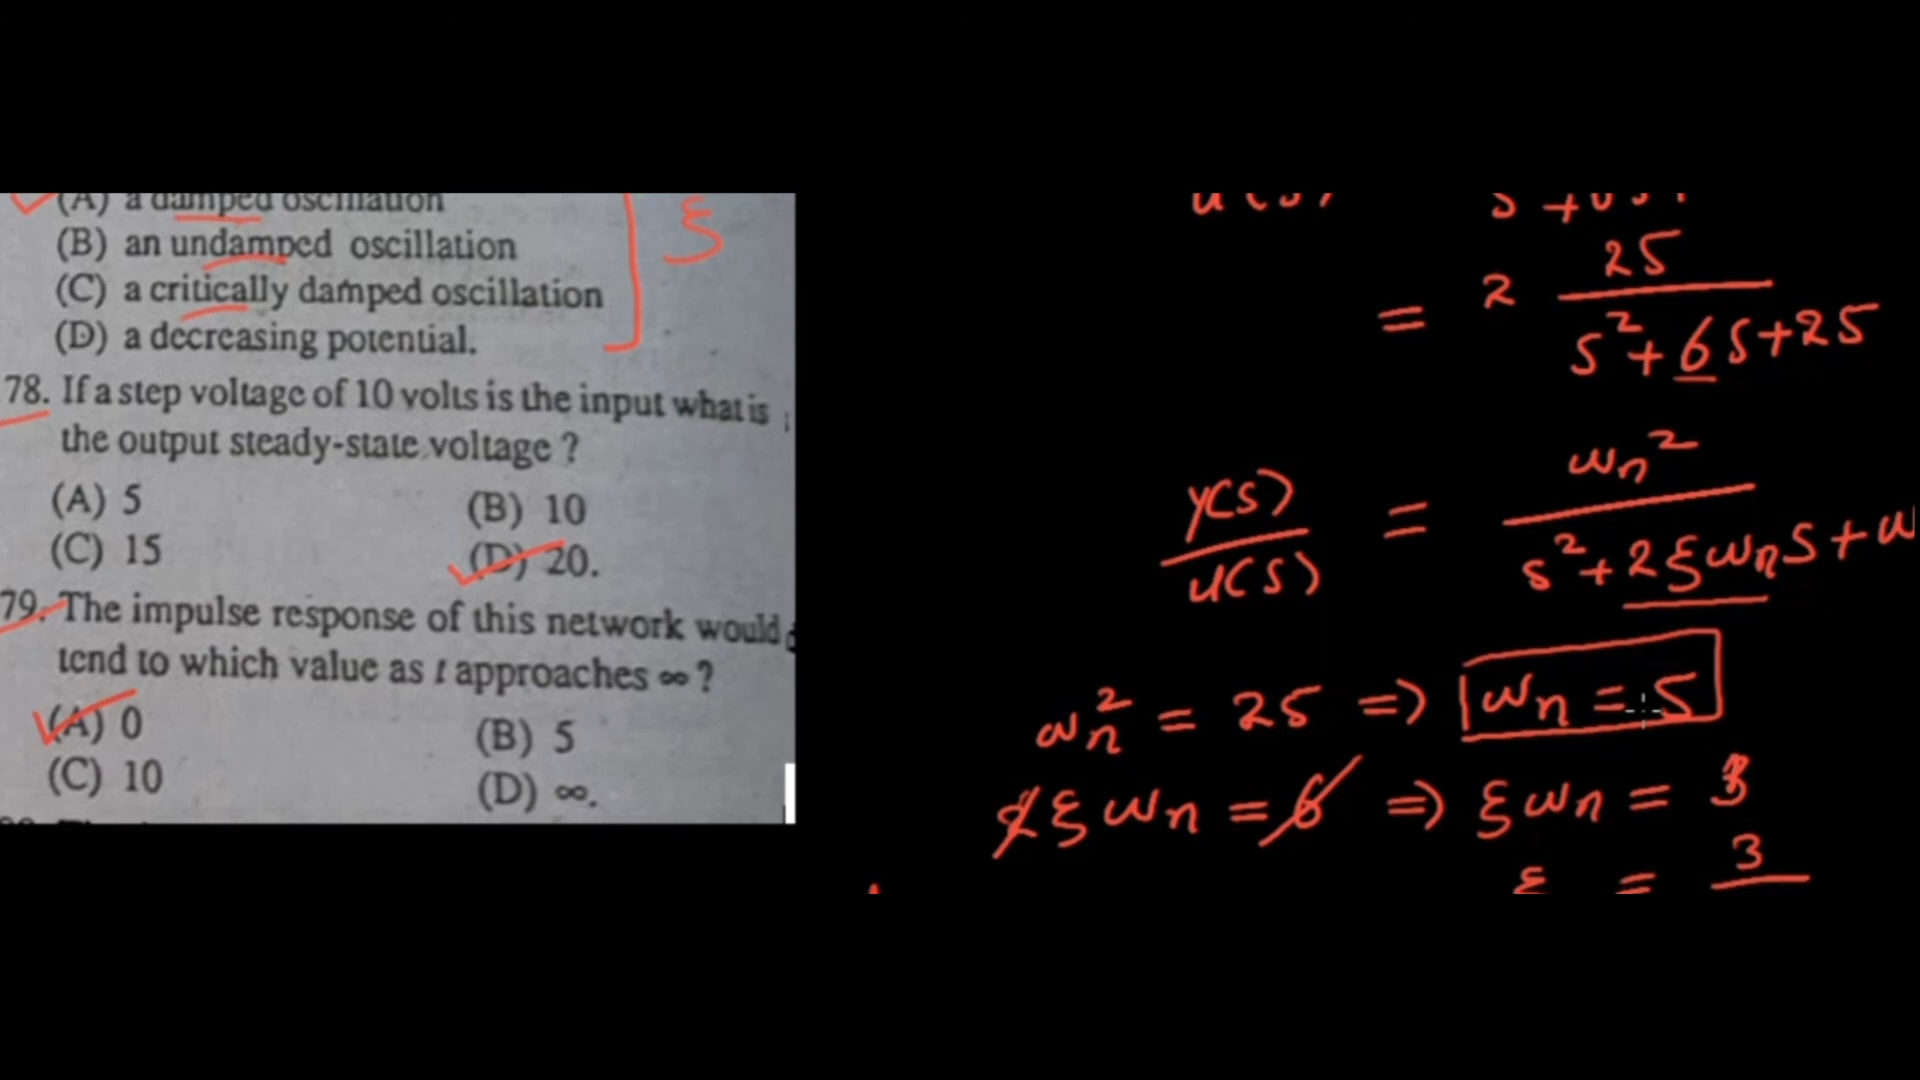 (A) a damped oscillation
(B) an undamped oscillation
(C) a critically damped oscillation
(D) a decreasing potential.
ξ
78. If a step voltage of 10 volts is the input what is
the output steady-state voltage ?
(A) 5
(B) 10
(C) 15
(D) 20.
79. The impulse response of this network would
tend to which value as t approaches ∞ ?
(A) 0
(B) 5
(C) 10
(D) ∞.
= 2 25 / s²+6s+25
y(s)/u(s) = ωn² / s²+2ξωns+ω
ωn² = 25 => ωn = 5
2ξωn = 6 => ξωn = 3
ξ = 3